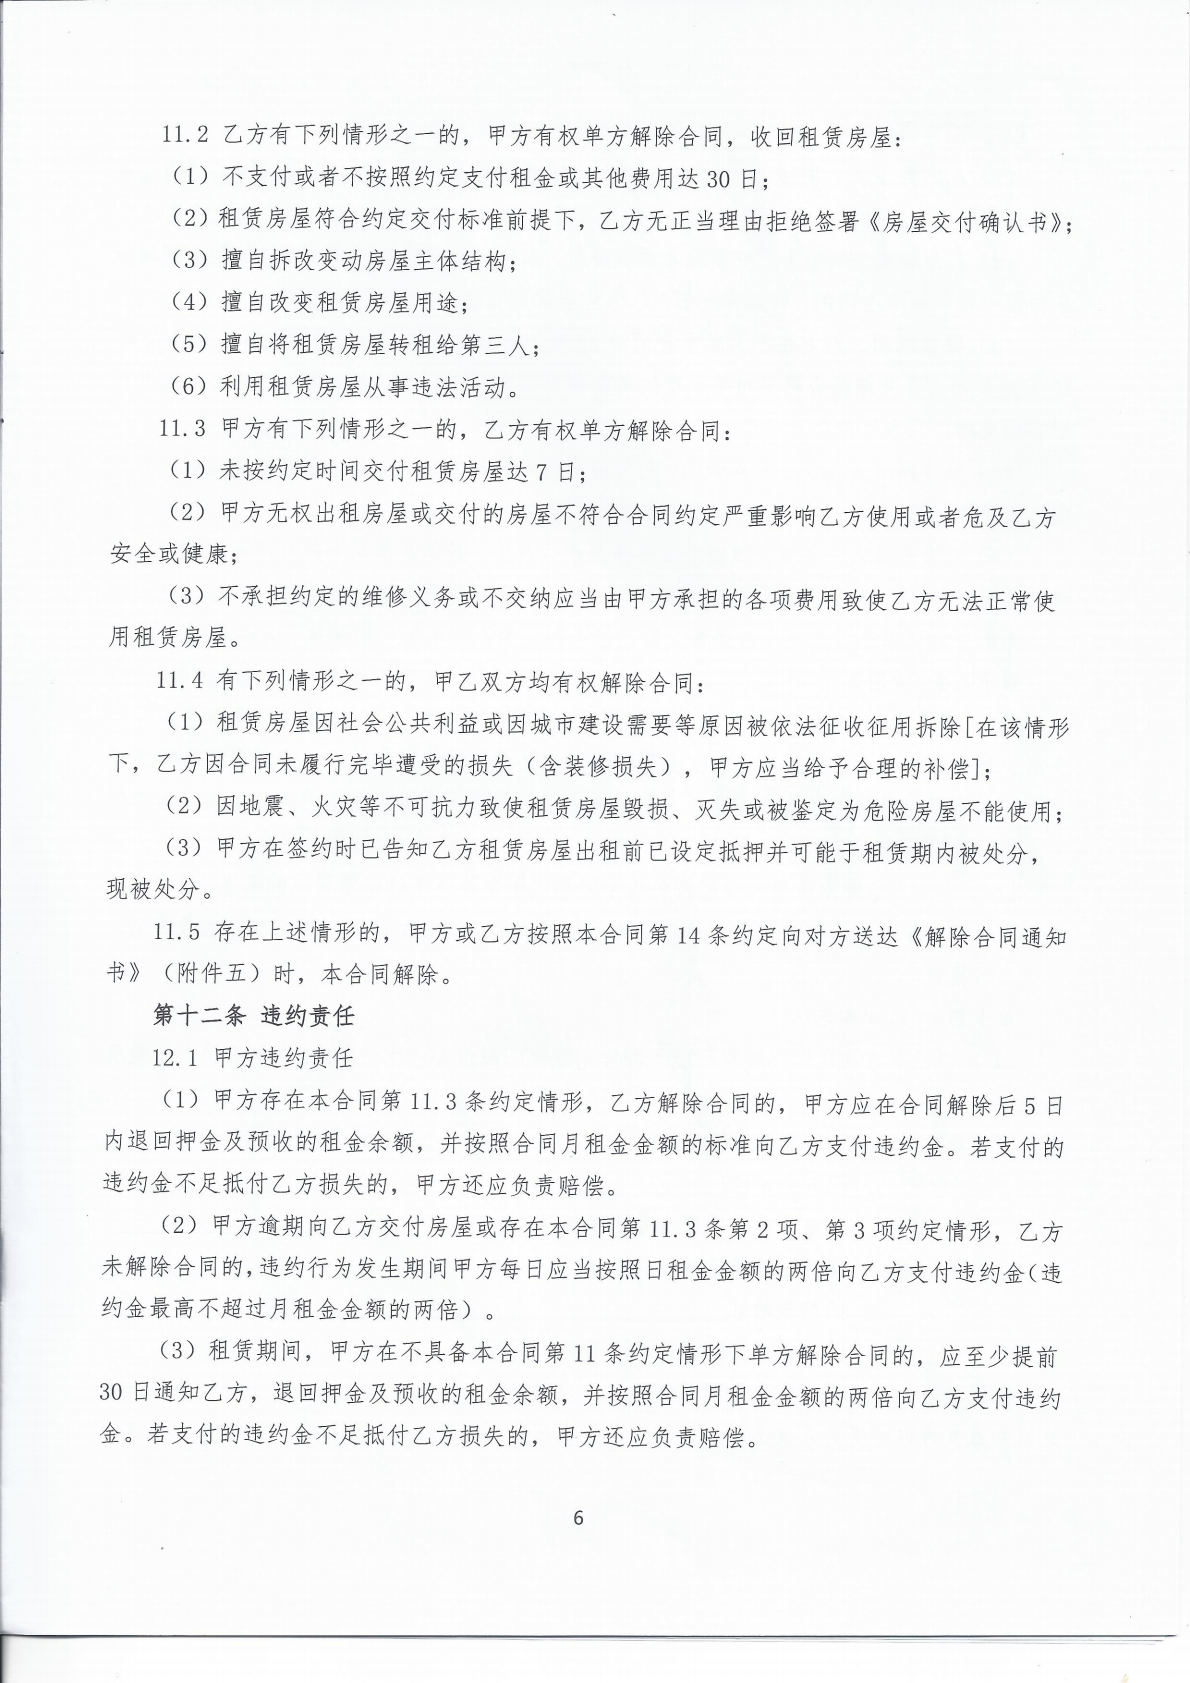 11.2 乙方有下列情形之一的，甲方有权单方解除合同，收回租赁房屋：
（1）不支付或者不按照约定支付租金或其他费用达 30 日；
（2）租赁房屋符合约定交付标准前提下，乙方无正当理由拒绝签署《房屋交付确认书》；
（3）擅自拆改变动房屋主体结构；
（4）擅自改变租赁房屋用途；
（5）擅自将租赁房屋转租给第三人；
（6）利用租赁房屋从事违法活动。
11.3 甲方有下列情形之一的，乙方有权单方解除合同：
（1）未按约定时间交付租赁房屋达 7 日；
（2）甲方无权出租房屋或交付的房屋不符合合同约定严重影响乙方使用或者危及乙方
安全或健康；
（3）不承担约定的维修义务或不交纳应当由甲方承担的各项费用致使乙方无法正常使
用租赁房屋。
11.4 有下列情形之一的，甲乙双方均有权解除合同：
（1）租赁房屋因社会公共利益或因城市建设需要等原因被依法征收征用拆除[在该情形
下，乙方因合同未履行完毕遭受的损失（含装修损失），甲方应当给予合理的补偿]；
（2）因地震、火灾等不可抗力致使租赁房屋毁损、灭失或被鉴定为危险房屋不能使用；
（3）甲方在签约时已告知乙方租赁房屋出租前已设定抵押并可能于租赁期内被处分，
现被处分。
11.5 存在上述情形的，甲方或乙方按照本合同第 14 条约定向对方送达《解除合同通知
书》（附件五）时，本合同解除。
第十二条 违约责任
12.1 甲方违约责任
（1）甲方存在本合同第 11.3 条约定情形，乙方解除合同的，甲方应在合同解除后 5 日
内退回押金及预收的租金余额，并按照合同月租金金额的标准向乙方支付违约金。若支付的
违约金不足抵付乙方损失的，甲方还应负责赔偿。
（2）甲方逾期向乙方交付房屋或存在本合同第 11.3 条第 2 项、第 3 项约定情形，乙方
未解除合同的，违约行为发生期间甲方每日应当按照日租金金额的两倍向乙方支付违约金（违
约金最高不超过月租金金额的两倍）。
（3）租赁期间，甲方在不具备本合同第 11 条约定情形下单方解除合同的，应至少提前
30 日通知乙方，退回押金及预收的租金余额，并按照合同月租金金额的两倍向乙方支付违约
金。若支付的违约金不足抵付乙方损失的，甲方还应负责赔偿。
6